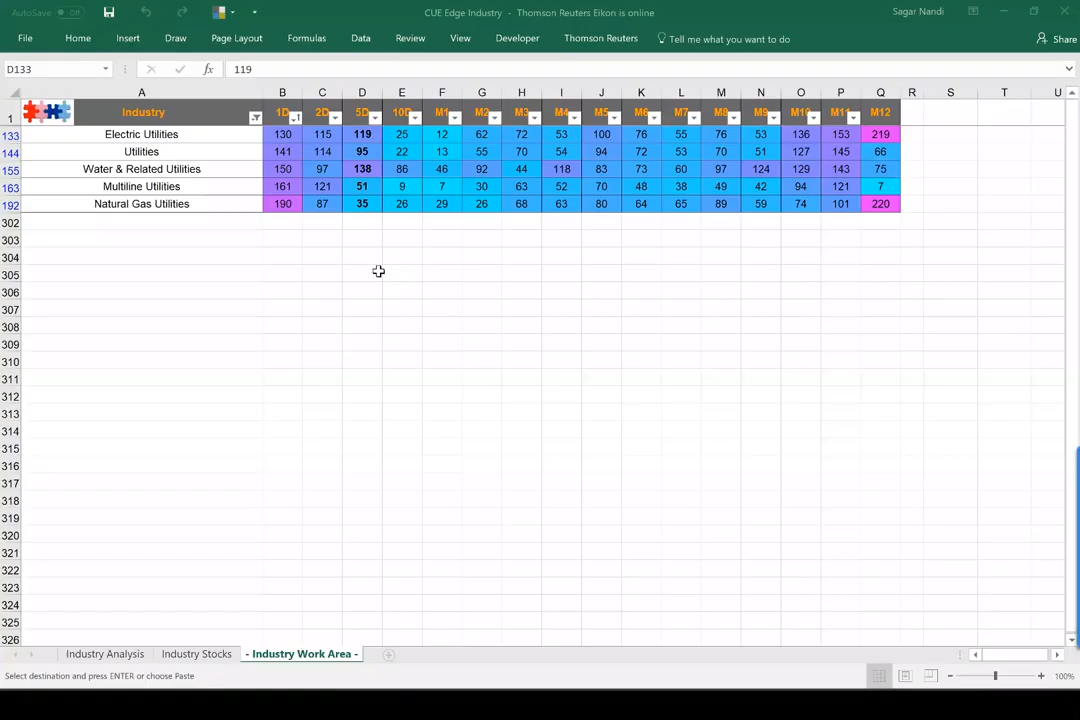 AutoSave Off CUE Edge Industry - Thomson Reuters Eikon is online Sagar Nandi
File Home Insert Draw Page Layout Formulas Data Review View Developer Thomson Reuters Tell me what you want to do Share
D133 fx 119
A B C D E F G H I J K L M N O P Q R S T U
1 Industry 1D 2D 5D 10D M1 M2 M3 M4 M5 M6 M7 M8 M9 M10 M11 M12
133 Electric Utilities 130 115 119 25 12 62 72 53 100 76 55 76 53 136 153 219
144 Utilities 141 114 95 22 13 55 70 54 94 72 53 70 51 127 145 66
155 Water & Related Utilities 150 97 138 86 46 92 44 118 83 73 60 97 124 129 143 75
163 Multiline Utilities 161 121 51 9 7 30 63 52 70 48 38 49 42 94 121 7
192 Natural Gas Utilities 190 87 35 26 29 26 68 63 80 64 65 89 59 74 101 220
302
303
304
305
306
307
308
309
310
311
312
313
314
315
316
317
318
319
320
321
322
323
324
325
326
Industry Analysis Industry Stocks - Industry Work Area -
Select destination and press ENTER or choose Paste 100%